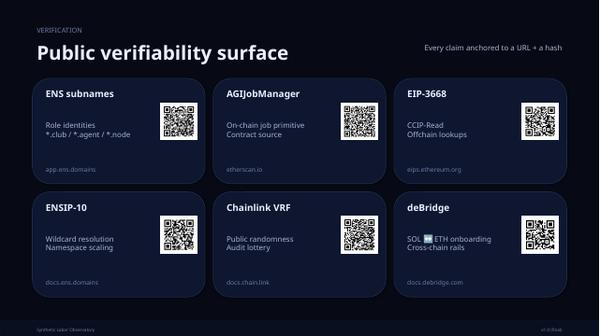 VERIFICATION
Public verifiability surface
Every claim anchored to a URL + a hash
ENS subnames
Role identities
*.club / *.agent / *.node
app.ens.domains
AGIJobManager
On-chain job primitive
Contract source
etherscan.io
EIP-3668
CCIP-Read
Offchain lookups
eips.ethereum.org
ENSIP-10
Wildcard resolution
Namespace scaling
docs.ens.domains
Chainlink VRF
Public randomness
Audit lottery
docs.chain.link
deBridge
SOL ↔️ ETH onboarding
Cross-chain rails
docs.debridge.com
Synthetic Labor Observatory